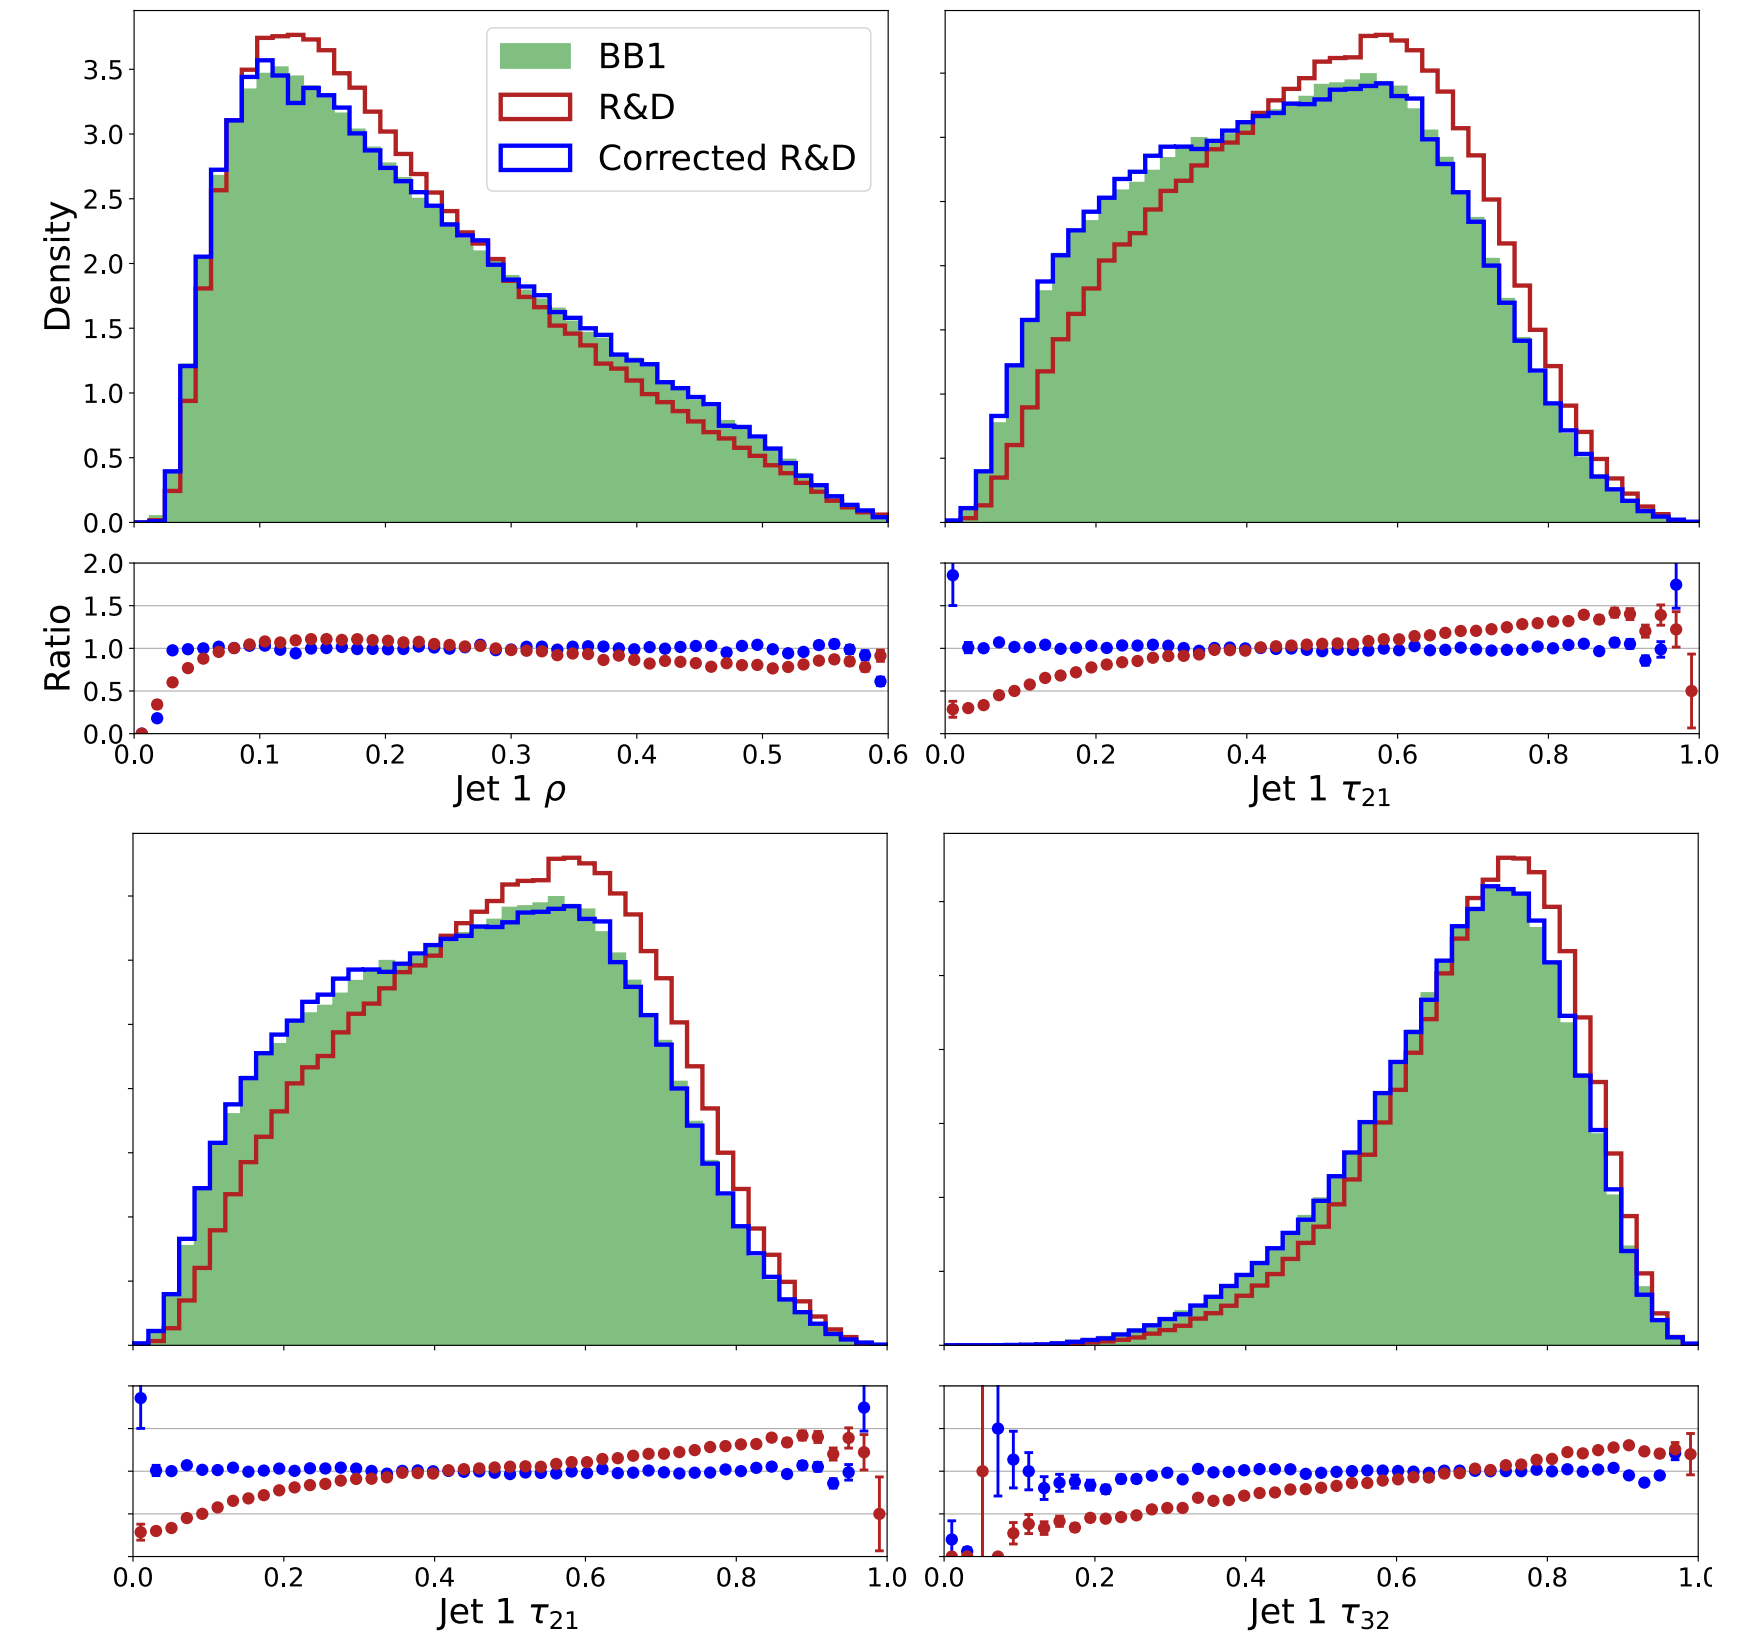 BB1
R&D
Corrected R&D
Density
3.5
3.0
2.5
2.0
1.5
1.0
0.5
0.0
Ratio
2.0
1.5
1.0
0.5
0.0
0.0 0.1 0.2 0.3 0.4 0.5 0.6
Jet 1 ρ
0.0 0.2 0.4 0.6 0.8 1.0
Jet 1 τ21
0.0 0.2 0.4 0.6 0.8 1.0
Jet 1 τ21
0.0 0.2 0.4 0.6 0.8 1.0
Jet 1 τ32